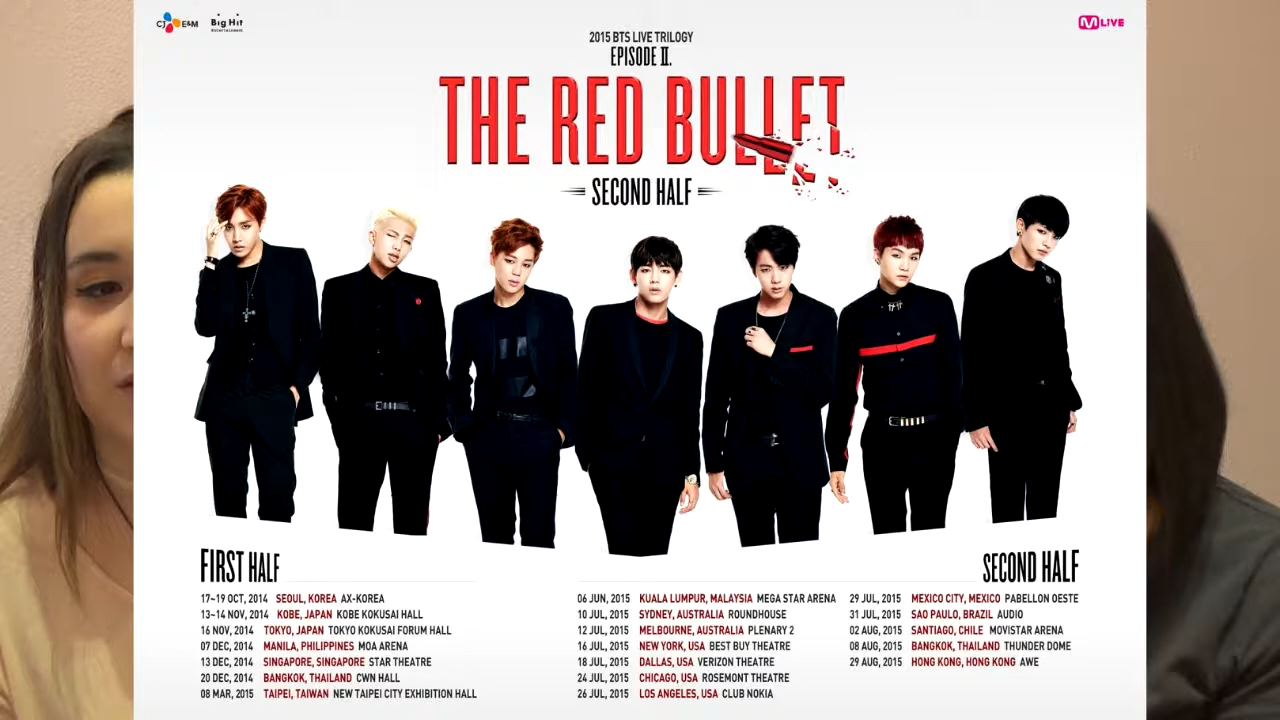 CJ E&M
Big Hit
Entertainment
M LIVE
2015 BTS LIVE TRILOGY
EPISODE II.
THE RED BULLET
SECOND HALF
FIRST HALF
17~19 OCT, 2014 SEOUL, KOREA AX-KOREA
13~14 NOV, 2014 KOBE, JAPAN KOBE KOKUSAI HALL
16 NOV, 2014 TOKYO, JAPAN TOKYO KOKUSAI FORUM HALL
07 DEC, 2014 MANILA, PHILIPPINES MOA ARENA
13 DEC, 2014 SINGAPORE, SINGAPORE STAR THEATRE
20 DEC, 2014 BANGKOK, THAILAND CWN HALL
08 MAR, 2015 TAIPEI, TAIWAN NEW TAIPEI CITY EXHIBITION HALL
SECOND HALF
06 JUN, 2015 KUALA LUMPUR, MALAYSIA MEGA STAR ARENA
10 JUL, 2015 SYDNEY, AUSTRALIA ROUNDHOUSE
12 JUL, 2015 MELBOURNE, AUSTRALIA PLENARY 2
16 JUL, 2015 NEW YORK, USA BEST BUY THEATRE
18 JUL, 2015 DALLAS, USA VERIZON THEATRE
24 JUL, 2015 CHICAGO, USA ROSEMONT THEATRE
26 JUL, 2015 LOS ANGELES, USA CLUB NOKIA
29 JUL, 2015 MEXICO CITY, MEXICO PABELLON OESTE
31 JUL, 2015 SAO PAULO, BRAZIL AUDIO
02 AUG, 2015 SANTIAGO, CHILE MOVISTAR ARENA
08 AUG, 2015 BANGKOK, THAILAND THUNDER DOME
29 AUG, 2015 HONG KONG, HONG KONG AWE